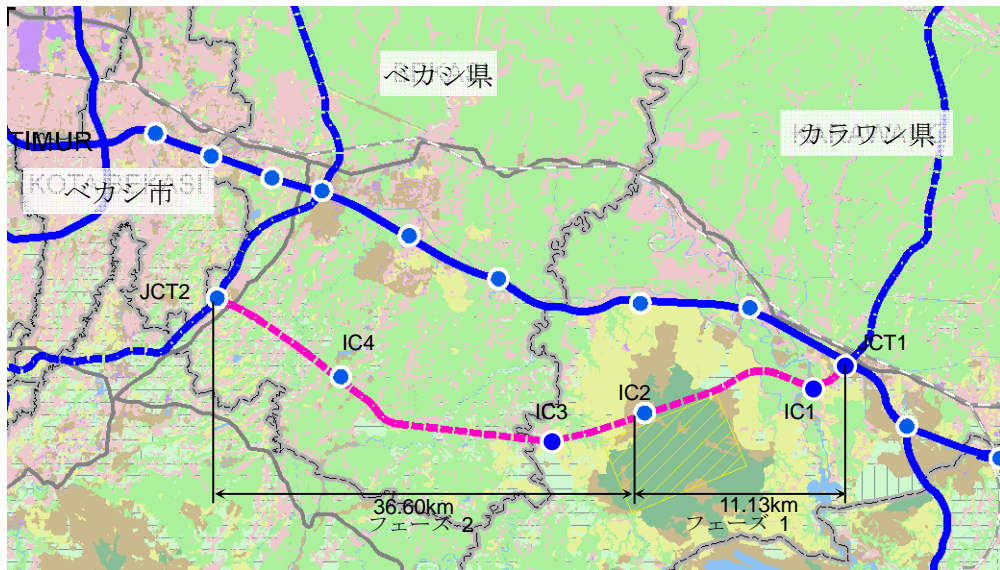 ベカシ県
カラワン県
TIMUR
KOTA BEKASI
ベカシ市
JCT2
IC4
JCT1
IC2
IC1
IC3
36.60km
フェーズ 2
11.13km
フェーズ 1